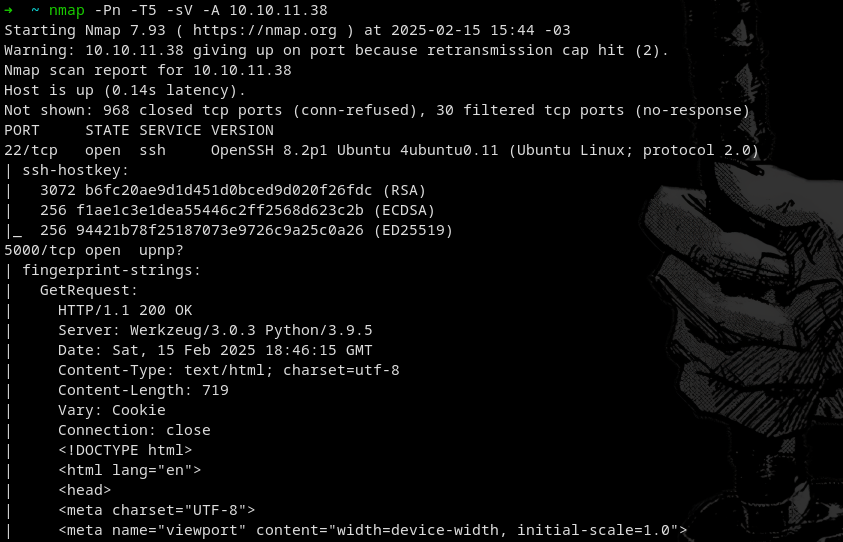 → ~ nmap -Pn -T5 -sV -A 10.10.11.38
Starting Nmap 7.93 ( https://nmap.org ) at 2025-02-15 15:44 -03
Warning: 10.10.11.38 giving up on port because retransmission cap hit (2).
Nmap scan report for 10.10.11.38
Host is up (0.14s latency).
Not shown: 968 closed tcp ports (conn-refused), 30 filtered tcp ports (no-response)
PORT     STATE SERVICE VERSION
22/tcp   open  ssh     OpenSSH 8.2p1 Ubuntu 4ubuntu0.11 (Ubuntu Linux; protocol 2.0)
| ssh-hostkey:
|   3072 b6fc20ae9d1d451d0bced9d020f26fdc (RSA)
|   256 f1ae1c3e1dea55446c2ff2568d623c2b (ECDSA)
|_  256 94421b78f25187073e9726c9a25c0a26 (ED25519)
5000/tcp open  upnp?
| fingerprint-strings:
|   GetRequest:
|     HTTP/1.1 200 OK
|     Server: Werkzeug/3.0.3 Python/3.9.5
|     Date: Sat, 15 Feb 2025 18:46:15 GMT
|     Content-Type: text/html; charset=utf-8
|     Content-Length: 719
|     Vary: Cookie
|     Connection: close
|     <!DOCTYPE html>
|     <html lang="en">
|     <head>
|     <meta charset="UTF-8">
|     <meta name="viewport" content="width=device-width, initial-scale=1.0">